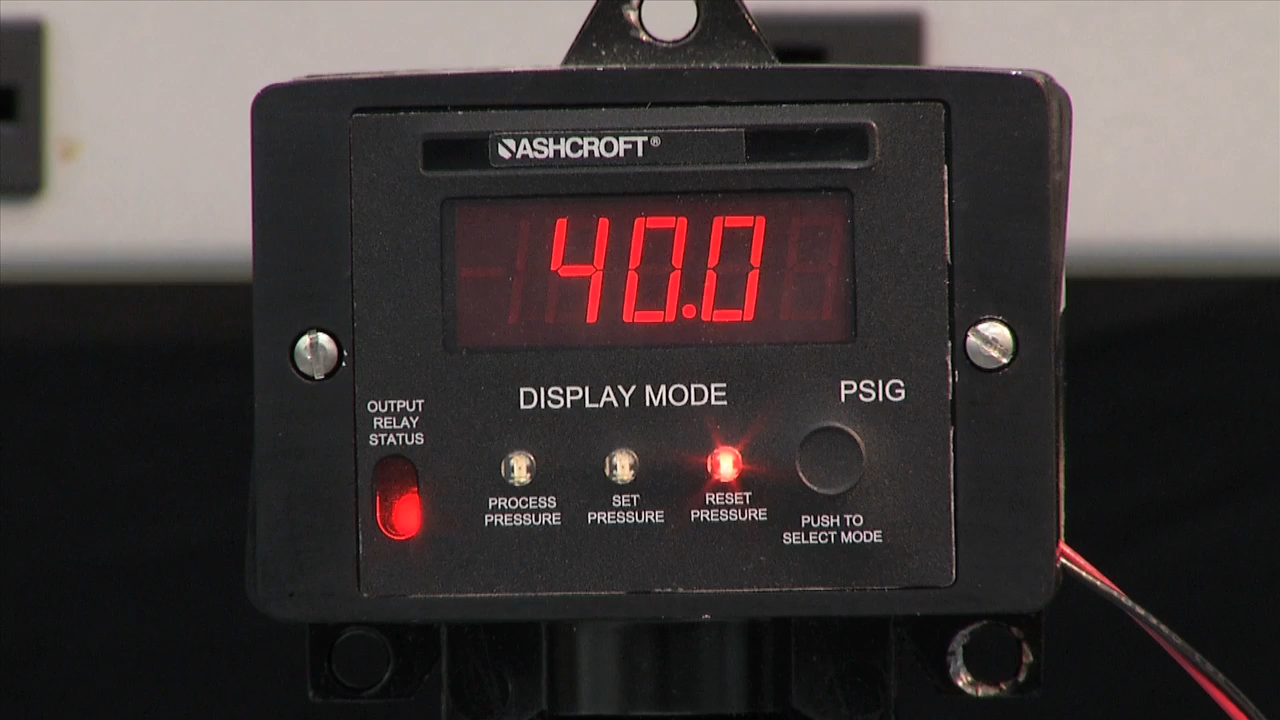 ASHCROFT®
40.0
DISPLAY MODE
PSIG
OUTPUT
RELAY
STATUS
PROCESS
PRESSURE
SET
PRESSURE
RESET
PRESSURE
PUSH TO
SELECT MODE